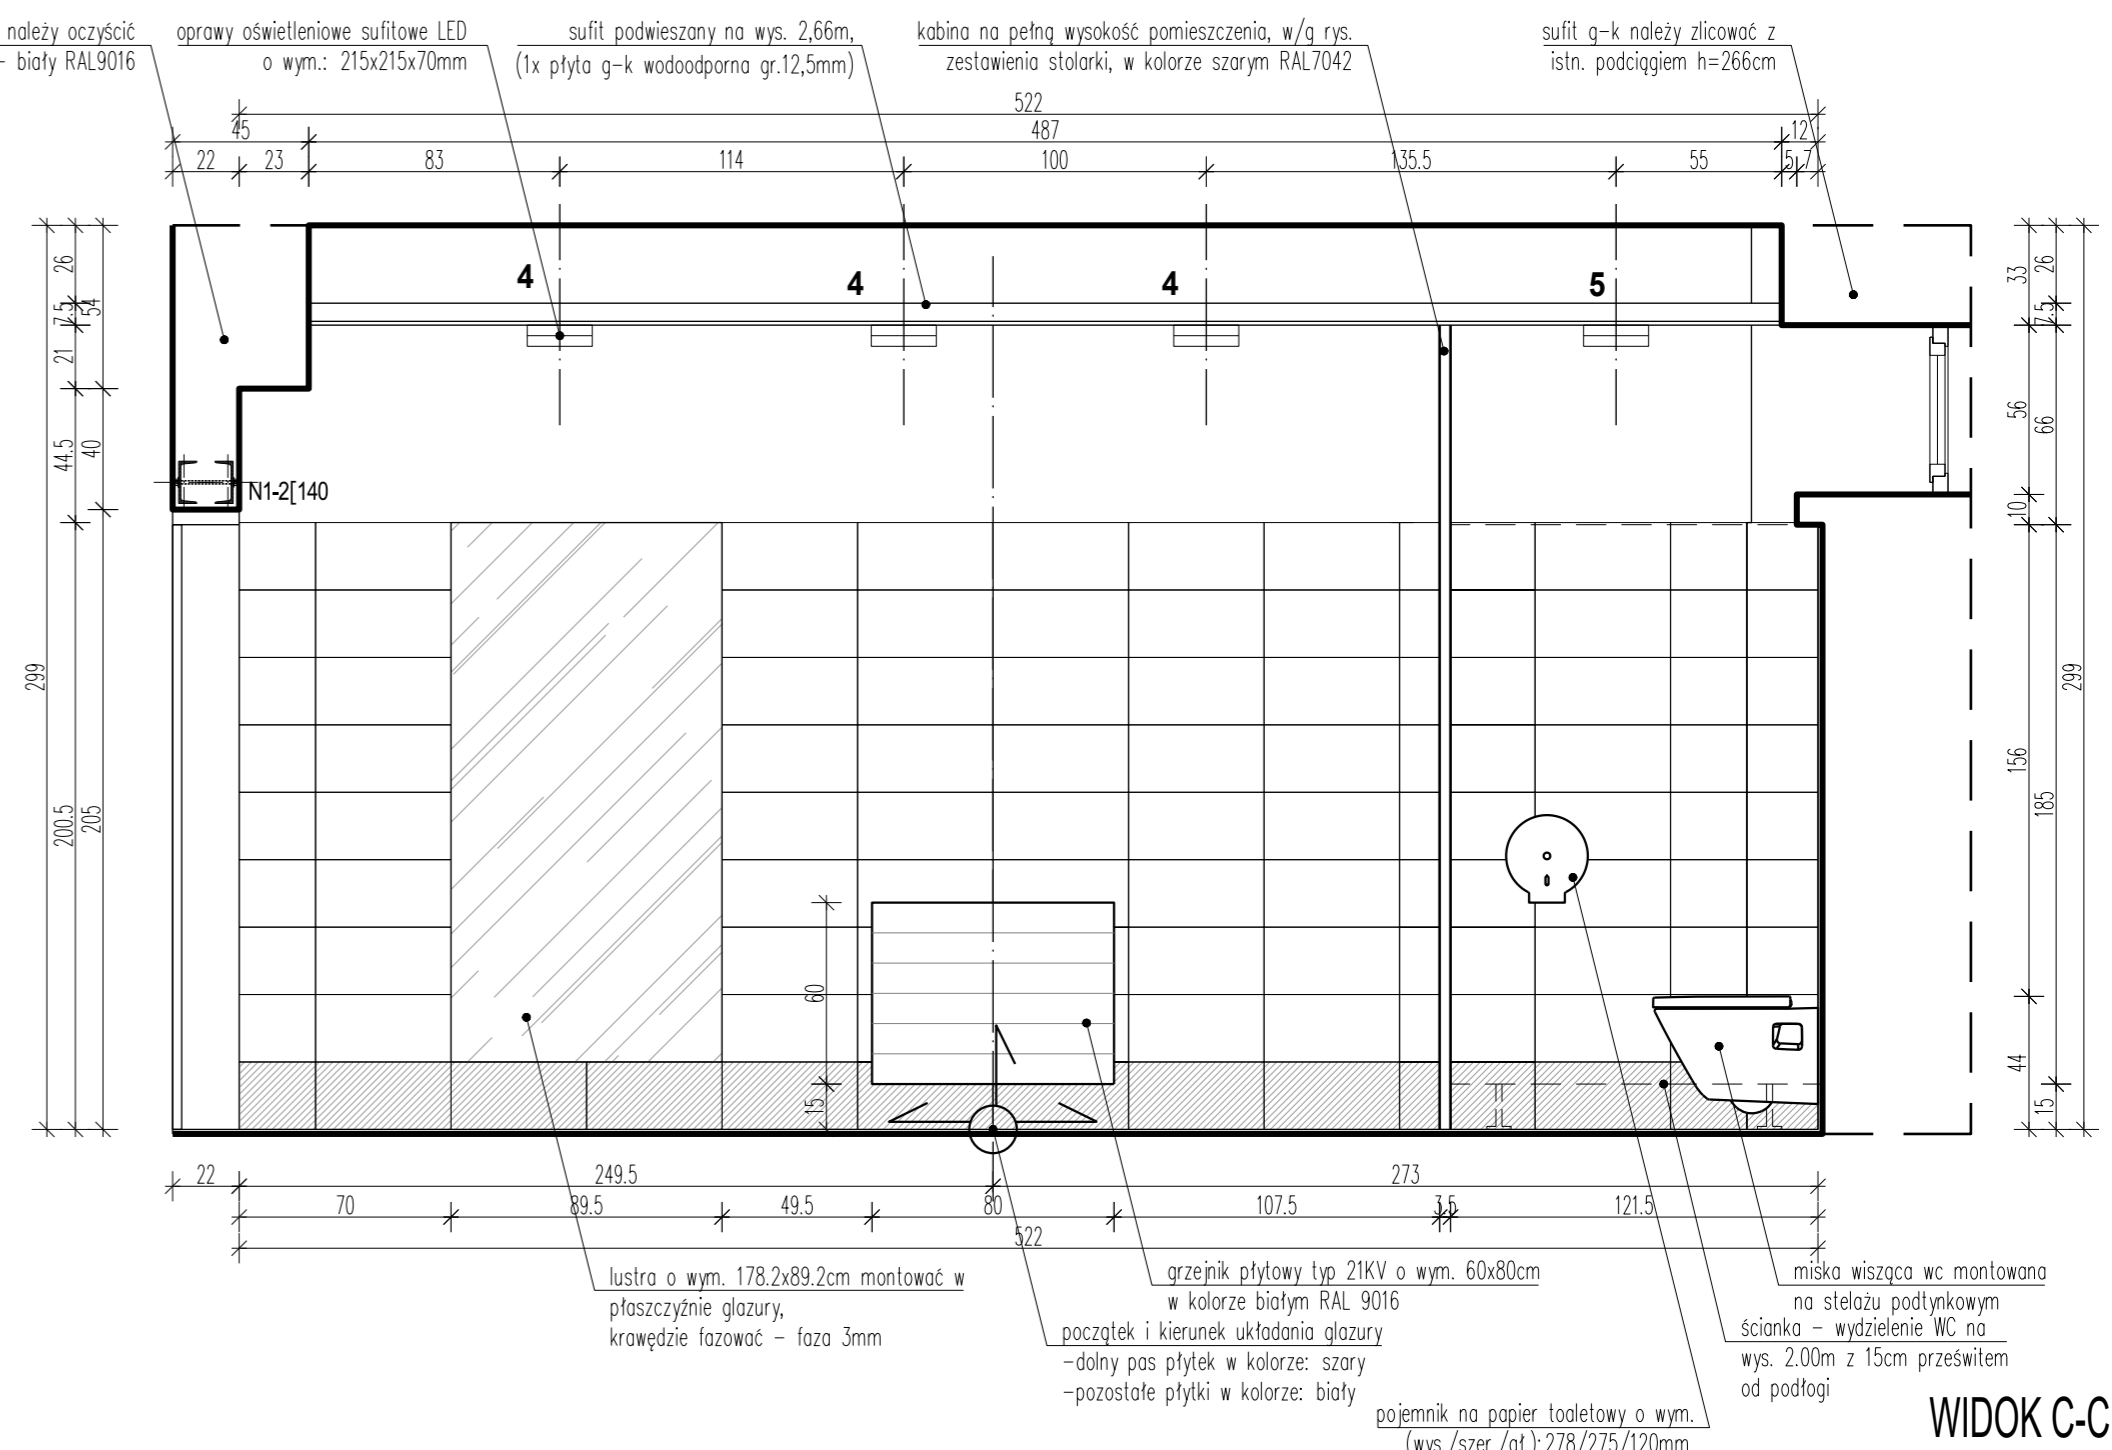 należy oczyścić
- biały RAL9016
oprawy oświetleniowe sufitowe LED
o wym.: 215x215x70mm
sufit podwieszany na wys. 2,66m,
(1x płyta g-k wodoodporna gr.12,5mm)
kabina na pełną wysokość pomieszczenia, w/g rys.
zestawienia stolarki, w kolorze szarym RAL7042
sufit g-k należy zlicować z
istn. podciągiem h=266cm
522
45 487 12
22 23 83 114 100 135.5 55 5 7
4 4 4 5
26
7.5
54
21
44.5
40
299
200.5
205
33
26
7.5
56
66
10
156
185
299
44
15
N1-2[140
60
15
22 249.5 273
70 89.5 49.5 80 107.5 3.5 121.5
522
lustra o wym. 178.2x89.2cm montować w
płaszczyźnie glazury,
krawędzie fazować - faza 3mm
grzejnik płytowy typ 21KV o wym. 60x80cm
w kolorze białym RAL 9016
początek i kierunek układania glazury
-dolny pas płytek w kolorze: szary
-pozostałe płytki w kolorze: biały
miska wisząca wc montowana
na stelażu podtynkowym
ścianka - wydzielenie WC na
wys. 2.00m z 15cm prześwitem
od podłogi
pojemnik na papier toaletowy o wym.
(wys./szer./gł.):278/275/120mm
WIDOK C-C